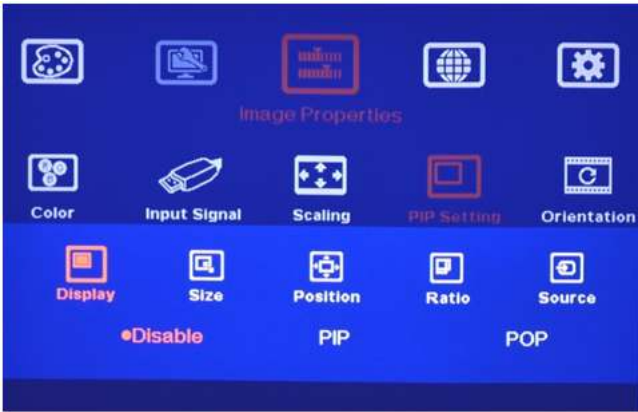 Image Properties
Color Input Signal Scaling PIP Setting Orientation
Display Size Position Ratio Source
Disable PIP POP